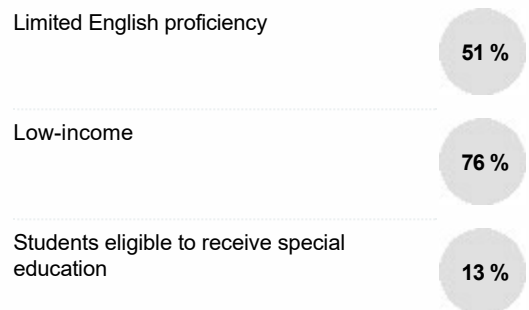 Limited English proficiency
51 %
Low-income
76 %
Students eligible to receive special
education
13 %